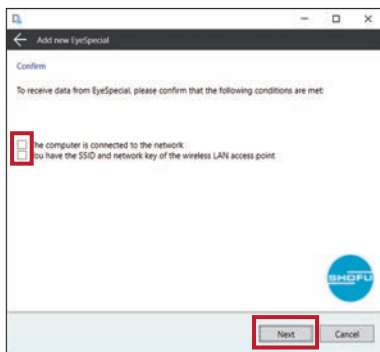 Add new EyeSpecial
Confirm
To receive data from EyeSpecial, please confirm that the following conditions are met:
The computer is connected to the network
You have the SSID and network key of the wireless LAN access point
SHOFU
Next
Cancel